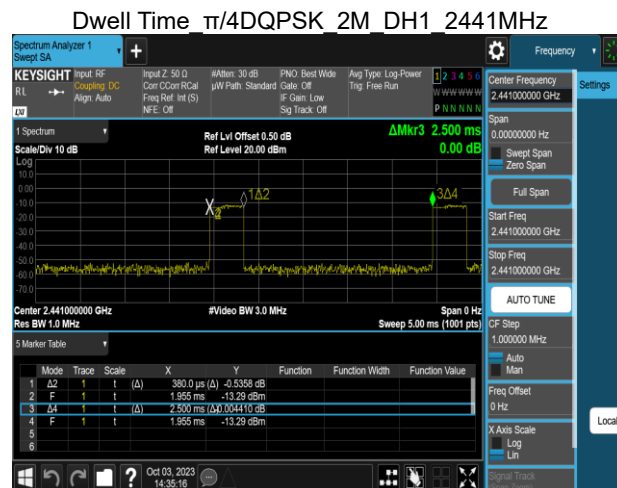 Dwell Time_π/4DQPSK_2M_DH1_2441MHz
Spectrum Analyzer 1
Swept SA
Frequency
KEYSIGHT
RL
Input: RF
Coupling: DC
Align: Auto
Input Z: 50 Ω
Corr CCorr RCal
Freq Ref: Int (S)
NFE: Off
#Atten: 30 dB
µW Path: Standard
PNO: Best Wide
Gate: Off
IF Gain: Low
Sig Track: Off
Avg Type: Log-Power
Trig: Free Run
1 2 3 4 5 6
W W W W W W
P N N N N N
LXI
1 Spectrum
Scale/Div 10 dB
Log
Ref Lvl Offset 0.50 dB
Ref Level 20.00 dBm
ΔMkr3 2.500 ms
0.00 dB
10.0
0.00
-10.0
-20.0
-30.0
-40.0
-50.0
-60.0
-70.0
X2
1Δ2
3Δ4
Center 2.441000000 GHz
Res BW 1.0 MHz
#Video BW 3.0 MHz
Span 0 Hz
Sweep 5.00 ms (1001 pts)
5 Marker Table
Mode Trace Scale X Y Function Function Width Function Value
1 Δ2 1 t (Δ) 380.0 µs (Δ) -0.5358 dB
2 F 1 t 1.955 ms -13.29 dBm
3 Δ4 1 t (Δ) 2.500 ms (Δ) 0.004410 dB
4 F 1 t 1.955 ms -13.29 dBm
5
6
Oct 03, 2023
14:35:16
Center Frequency
2.441000000 GHz
Span
0.00000000 Hz
Swept Span
Zero Span
Full Span
Start Freq
2.441000000 GHz
Stop Freq
2.441000000 GHz
AUTO TUNE
CF Step
1.000000 MHz
Auto
Man
Freq Offset
0 Hz
X Axis Scale
Log
Lin
Signal Track
(Span Zoom)
Settings
Local